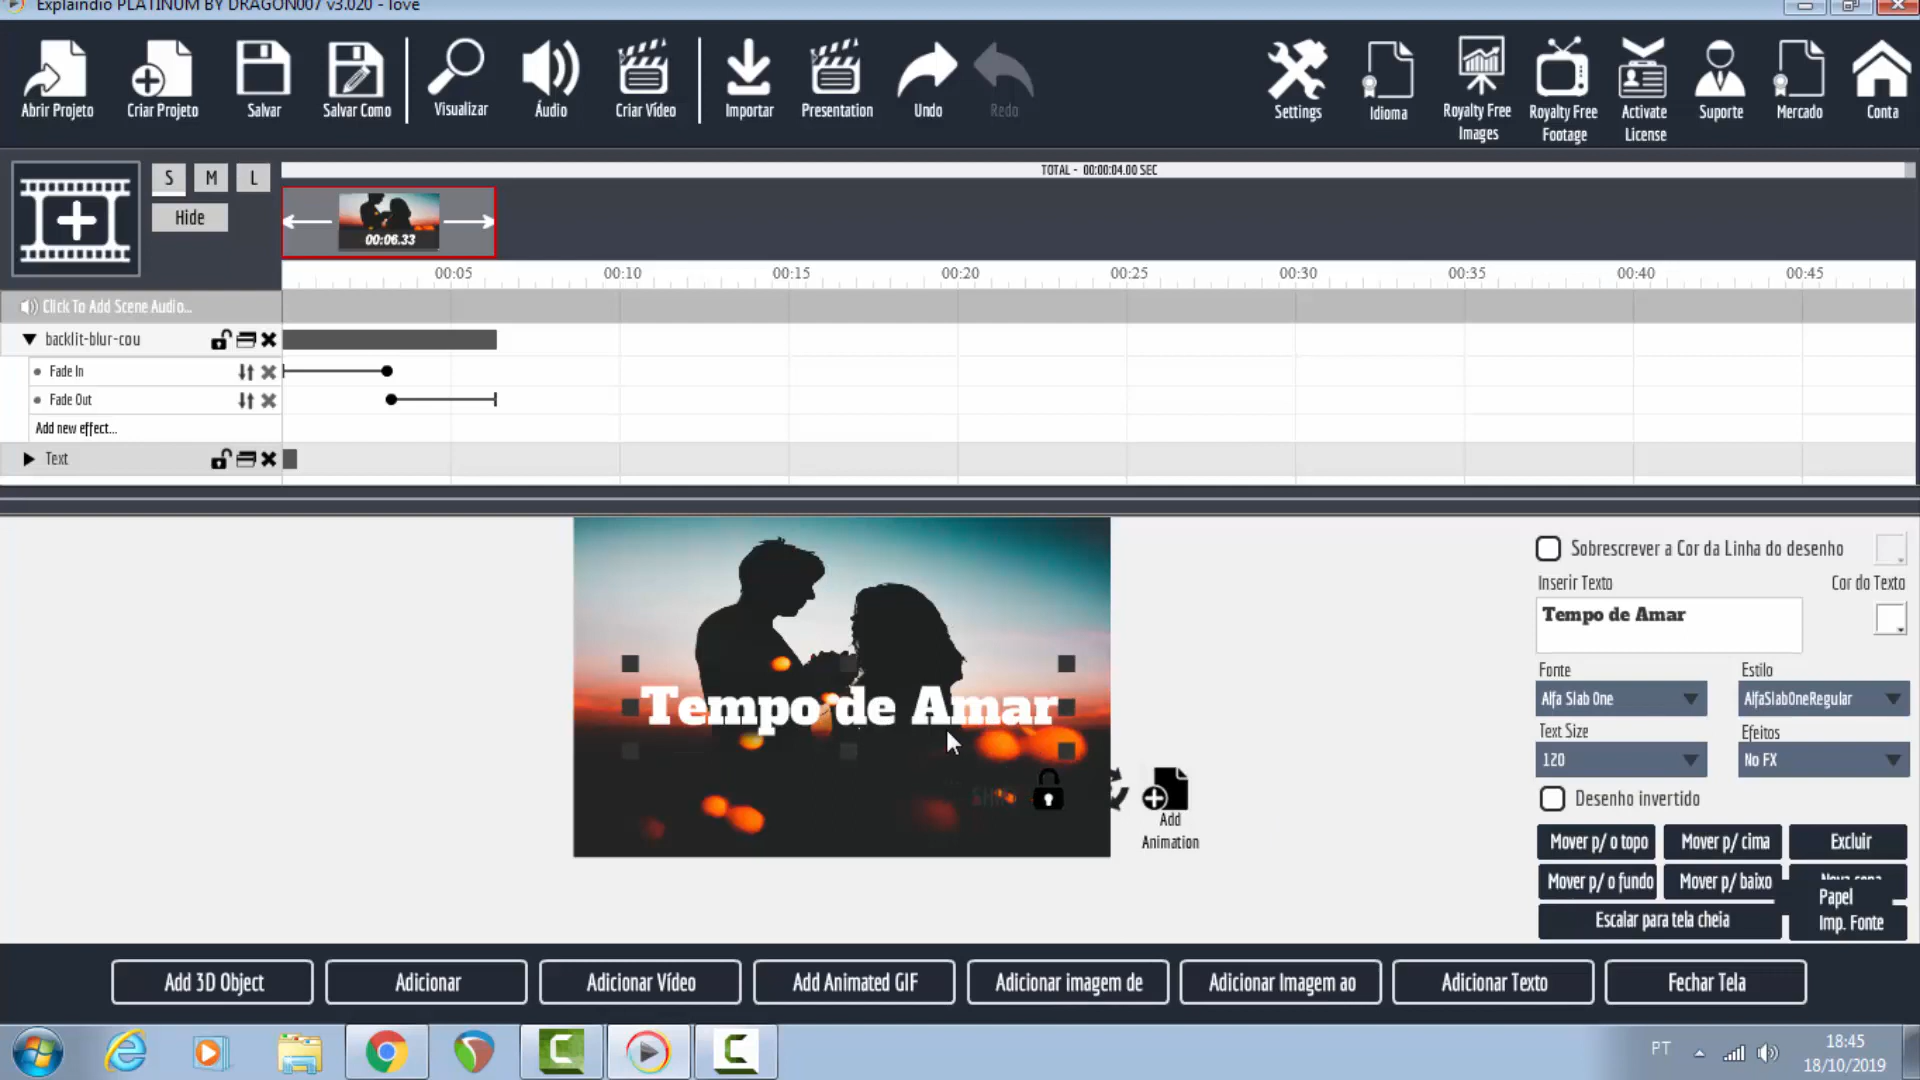 Explaindio PLATINUM BY DRAGON007 v3.020 - love
Abrir Projeto
Criar Projeto
Salvar
Salvar Como
Visualizar
Áudio
Criar Vídeo
Importar
Presentation
Undo
Redo
Settings
Idioma
Royalty Free
Images
Royalty Free
Footage
Activate
License
Suporte
Mercado
Conta
S M L
Hide
TOTAL - 00:00:04.00 SEC
00:06.33
00:05 00:10 00:15 00:20 00:25 00:30 00:35 00:40 00:45
Click To Add Scene Audio...
backlit-blur-cou
Fade In
Fade Out
Add new effect...
Text
Tempo de Amar
Add
Animation
Sobrescrever a Cor da Linha do desenho
Inserir Texto
Cor do Texto
Tempo de Amar
Fonte
Estilo
Alfa Slab One
AlfaSlabOneRegular
Text Size
Efeitos
120
No FX
Desenho invertido
Mover p/ o topo
Mover p/ cima
Excluir
Mover p/ o fundo
Mover p/ baixo
Papel
Escalar para tela cheia
Imp. Fonte
Add 3D Object
Adicionar
Adicionar Vídeo
Add Animated GIF
Adicionar imagem de
Adicionar Imagem ao
Adicionar Texto
Fechar Tela
PT
18:45
18/10/2019